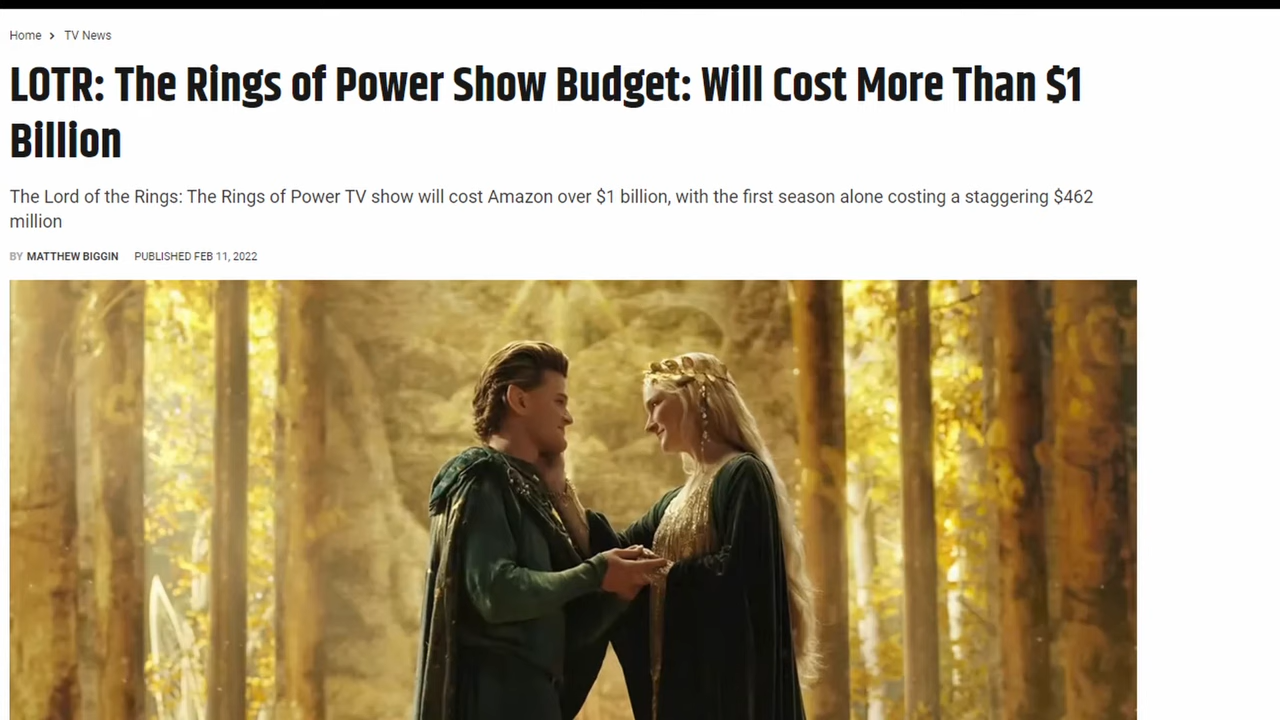 Home > TV News
LOTR: The Rings of Power Show Budget: Will Cost More Than $1
Billion
The Lord of the Rings: The Rings of Power TV show will cost Amazon over $1 billion, with the first season alone costing a staggering $462
million
BY MATTHEW BIGGIN PUBLISHED FEB 11, 2022